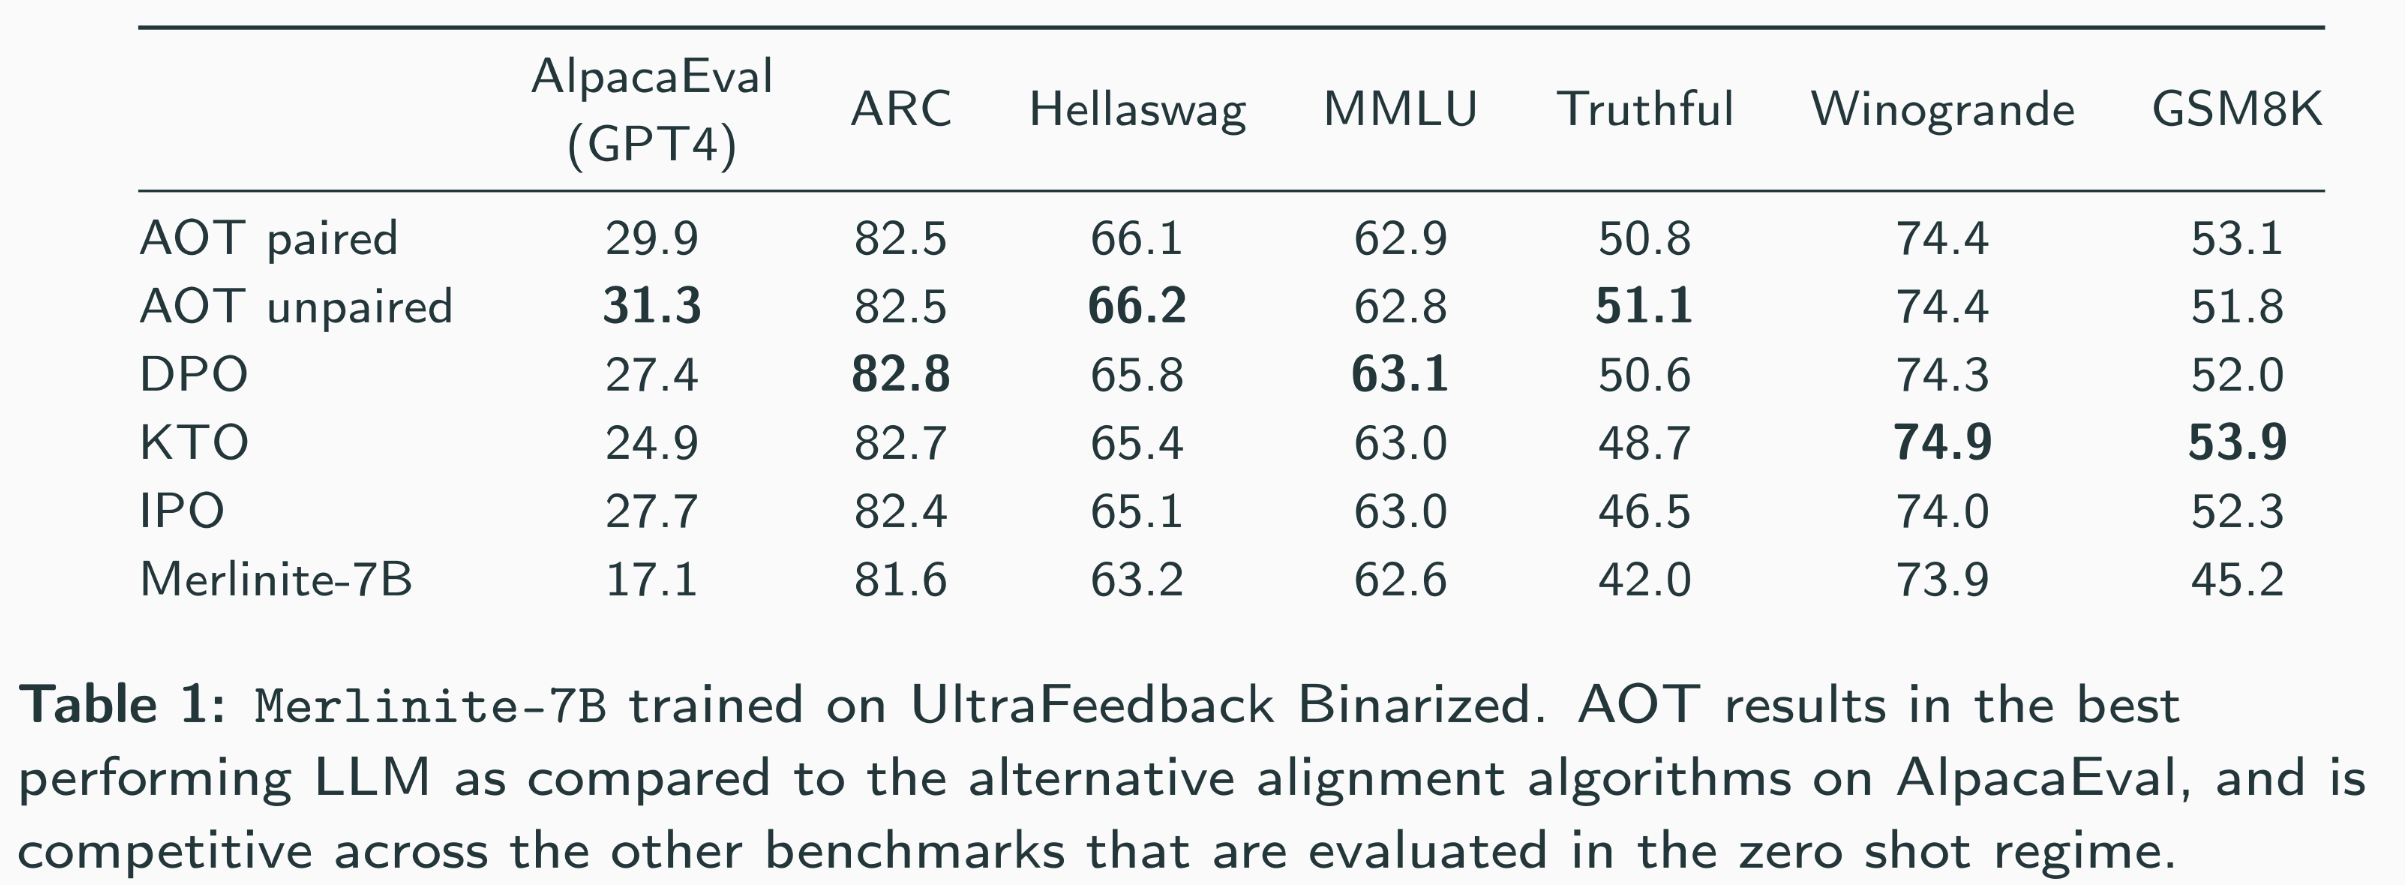 AlpacaEval (GPT4) ARC Hellaswag MMLU Truthful Winogrande GSM8K
AOT paired 29.9 82.5 66.1 62.9 50.8 74.4 53.1
AOT unpaired 31.3 82.5 66.2 62.8 51.1 74.4 51.8
DPO 27.4 82.8 65.8 63.1 50.6 74.3 52.0
KTO 24.9 82.7 65.4 63.0 48.7 74.9 53.9
IPO 27.7 82.4 65.1 63.0 46.5 74.0 52.3
Merlinite-7B 17.1 81.6 63.2 62.6 42.0 73.9 45.2
Table 1: Merlinite-7B trained on UltraFeedback Binarized. AOT results in the best
performing LLM as compared to the alternative alignment algorithms on AlpacaEval, and is
competitive across the other benchmarks that are evaluated in the zero shot regime.